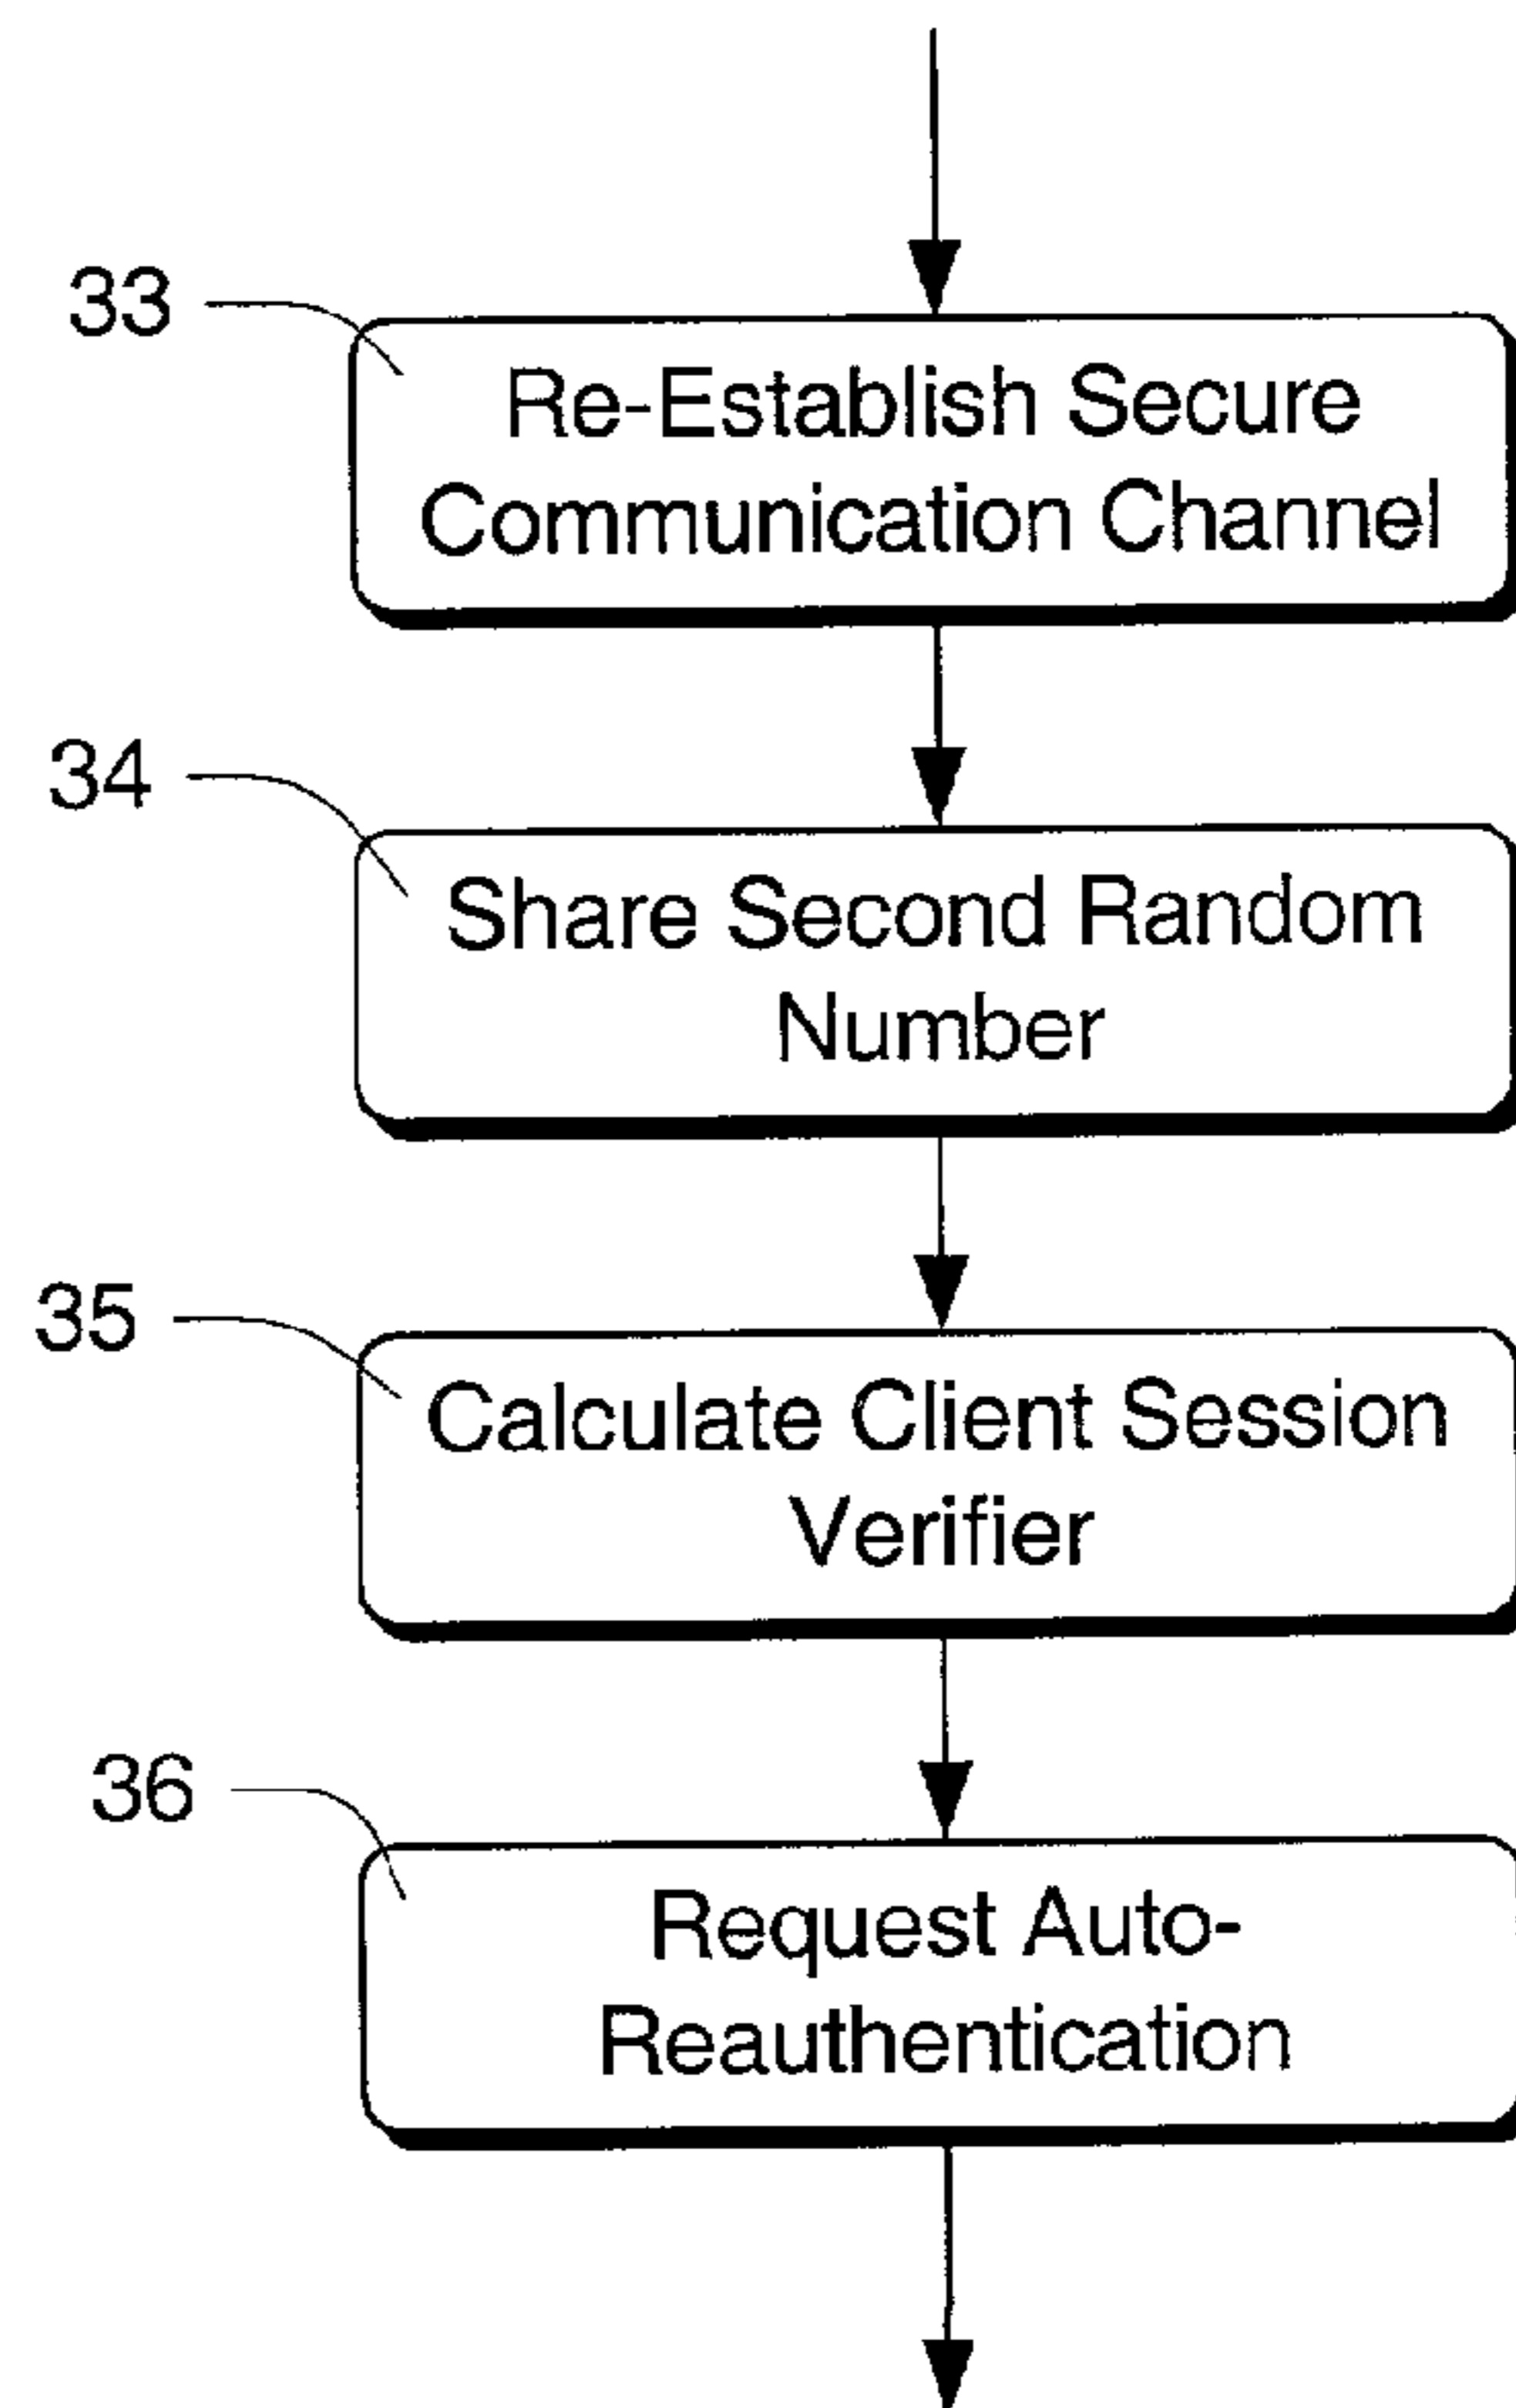 33
Re-Establish Secure
Communication Channel
34
Share Second Random
Number
35
Calculate Client Session
Verifier
36
Request Auto-
Reauthentication